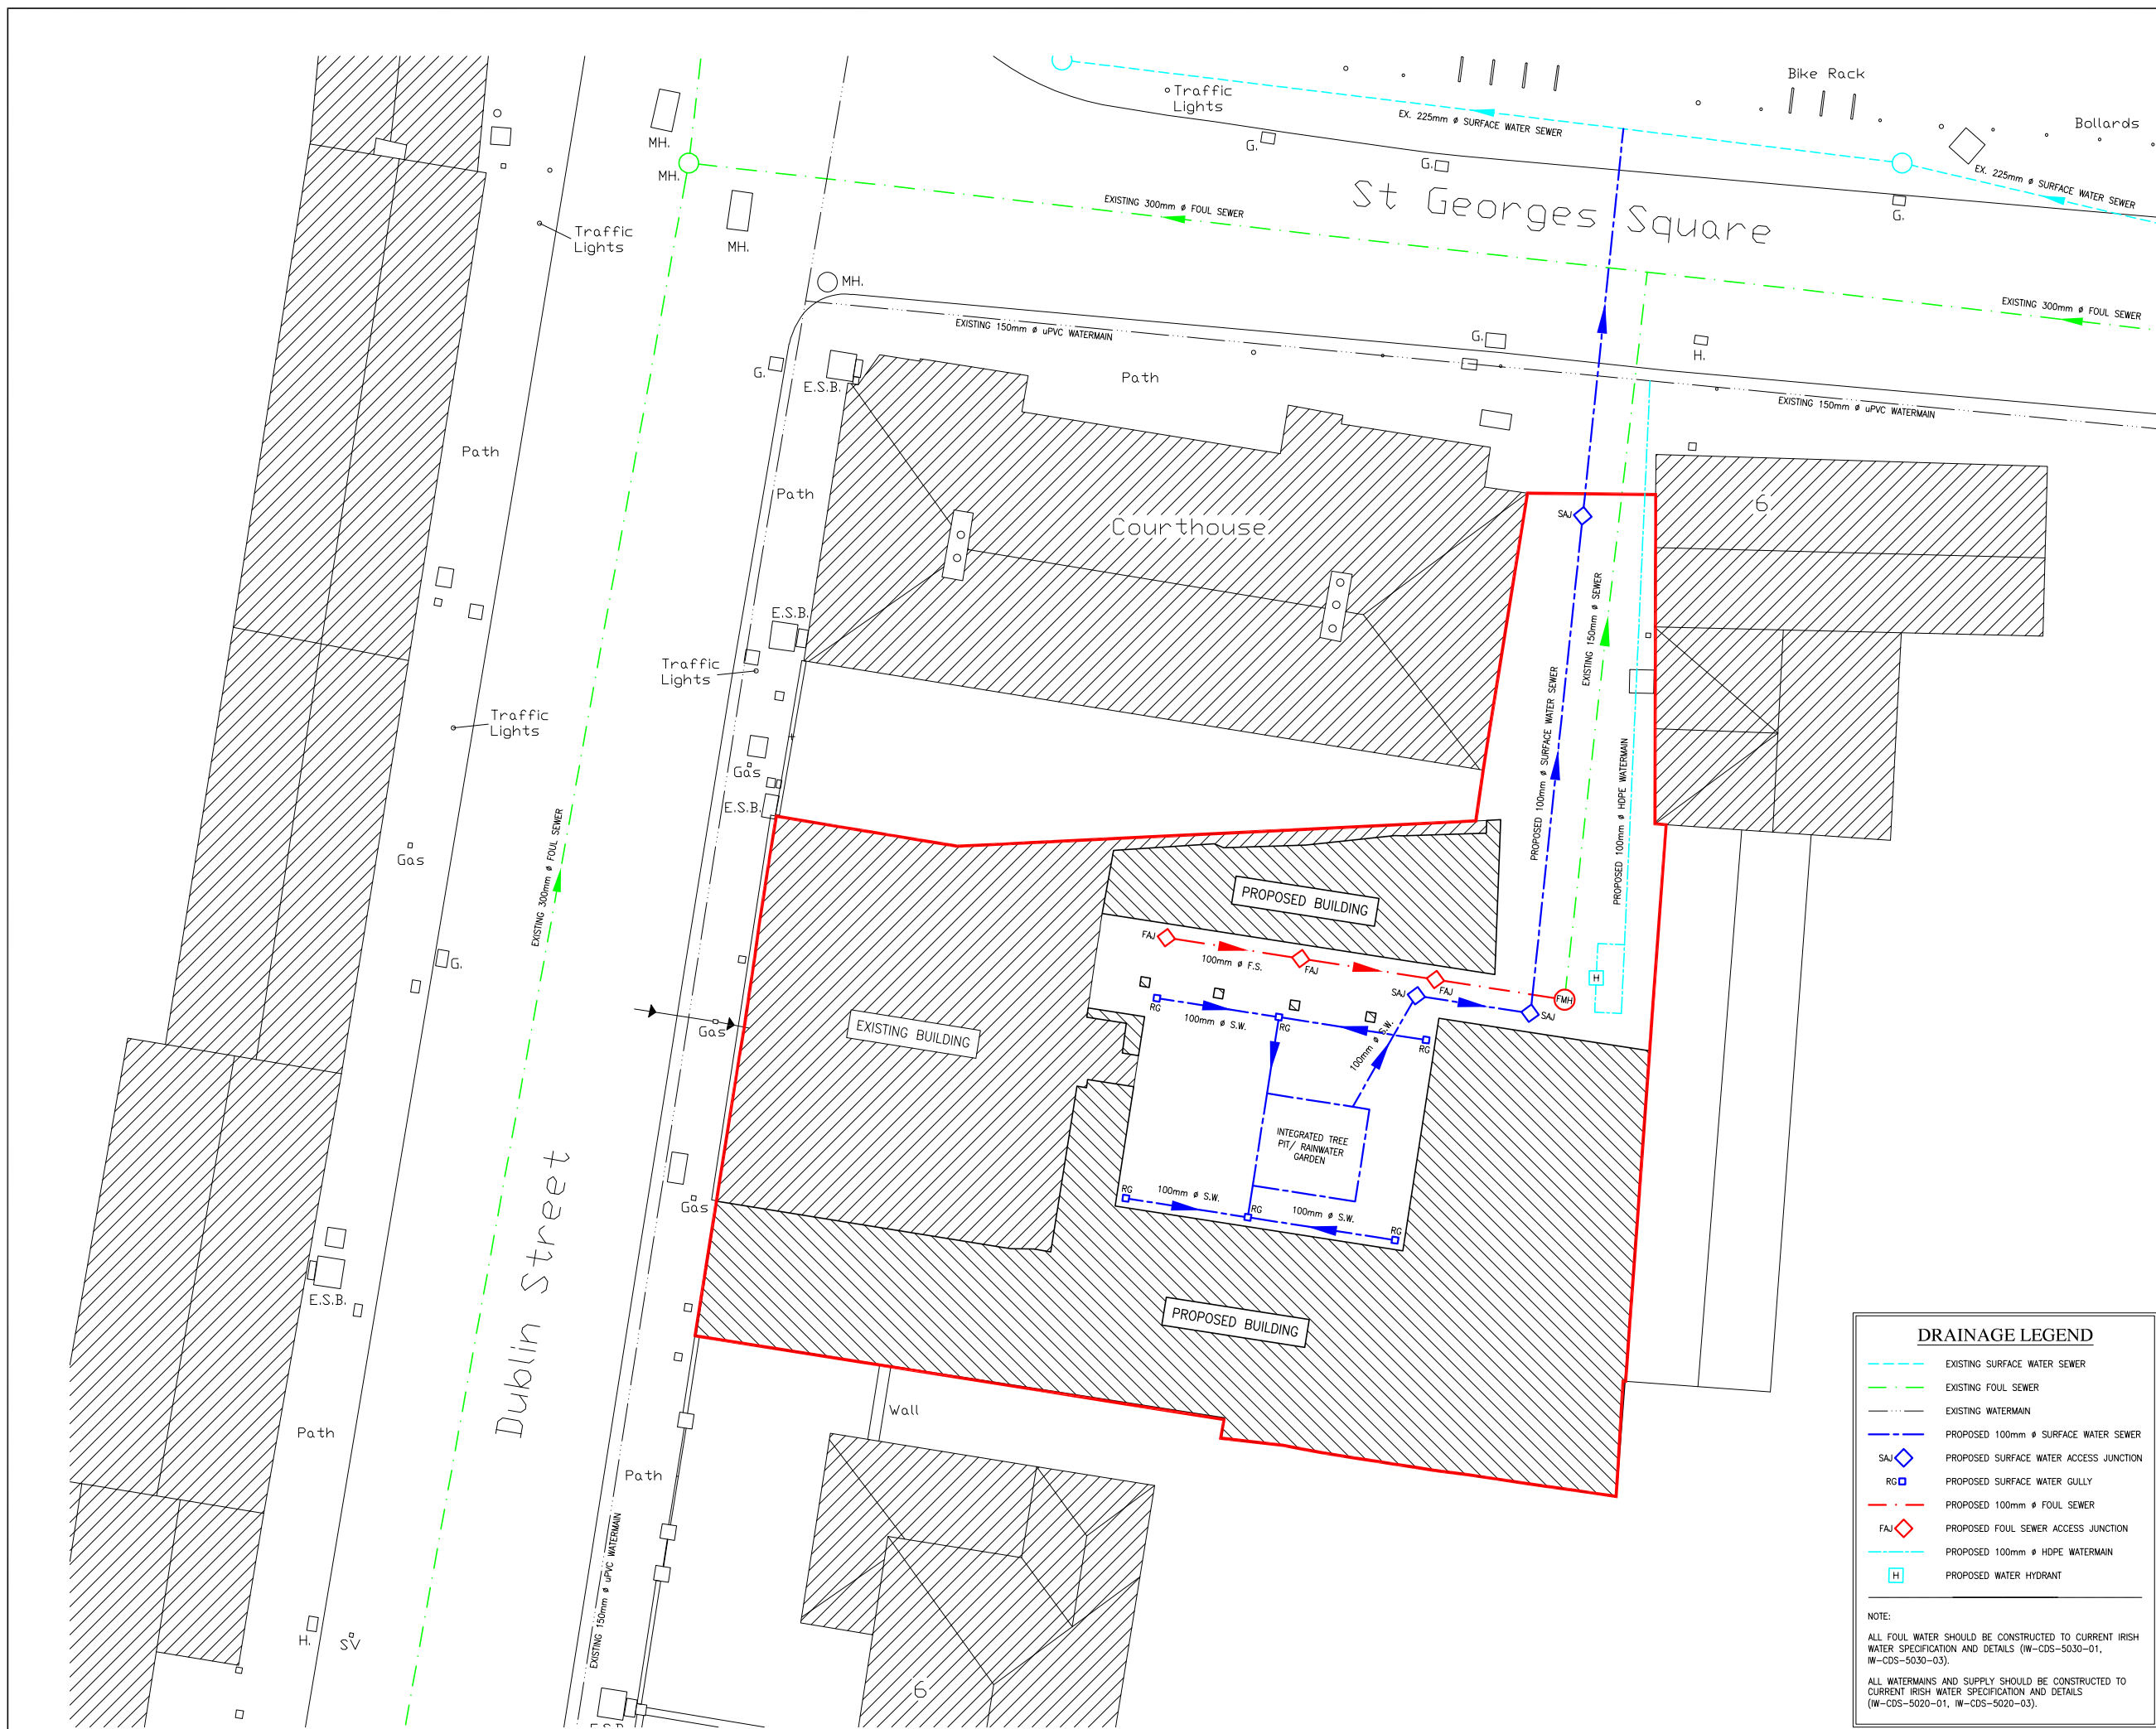 Bike Rack
Traffic
Lights
Bollards
EX. 225mm ø SURFACE WATER SEWER
MH.
G.
G.
MH.
EX. 225mm ø SURFACE WATER SEWER
St Georges Square
EXISTING 300mm ø FOUL SEWER
G.
Traffic
Lights
MH.
MH.
EXISTING 300mm ø FOUL SEWER
EXISTING 150mm ø uPVC WATERMAIN
G.
H.
G.
E.S.B.
Path
EXISTING 150mm ø uPVC WATERMAIN
Path
Path
6
Courthouse
SAJ
E.S.B.
EXISTING 150mm ø SEWER
Traffic
Lights
Traffic
Lights
PROPOSED 100mm ø SURFACE WATER SEWER
PROPOSED 100mm ø HDPE WATERMAIN
Gas
E.S.B.
Gas
EXISTING 300mm ø FOUL SEWER
PROPOSED BUILDING
FAJ
100mm ø F.S.
FAJ
FAJ
G.
H
SAJ
FMH
SAJ
RG
100mm ø S.W.
RG
100mm ø S.W.
RG
Gas
EXISTING BUILDING
INTEGRATED TREE
PIT/ RAINWATER
GARDEN
RG
100mm ø S.W.
RG
100mm ø S.W.
RG
Gas
Dublin Street
E.S.B.
PROPOSED BUILDING
Path
Wall
Path
EXISTING 150mm ø uPVC WATERMAIN
H.
SV
6
E.S.B.
DRAINAGE LEGEND
EXISTING SURFACE WATER SEWER
EXISTING FOUL SEWER
EXISTING WATERMAIN
PROPOSED 100mm ø SURFACE WATER SEWER
SAJ PROPOSED SURFACE WATER ACCESS JUNCTION
RG PROPOSED SURFACE WATER GULLY
PROPOSED 100mm ø FOUL SEWER
FAJ PROPOSED FOUL SEWER ACCESS JUNCTION
PROPOSED 100mm ø HDPE WATERMAIN
H PROPOSED WATER HYDRANT
NOTE:
ALL FOUL WATER SHOULD BE CONSTRUCTED TO CURRENT IRISH
WATER SPECIFICATION AND DETAILS (IW-CDS-5030-01,
IW-CDS-5030-03).
ALL WATERMAINS AND SUPPLY SHOULD BE CONSTRUCTED TO
CURRENT IRISH WATER SPECIFICATION AND DETAILS
(IW-CDS-5020-01, IW-CDS-5020-03).